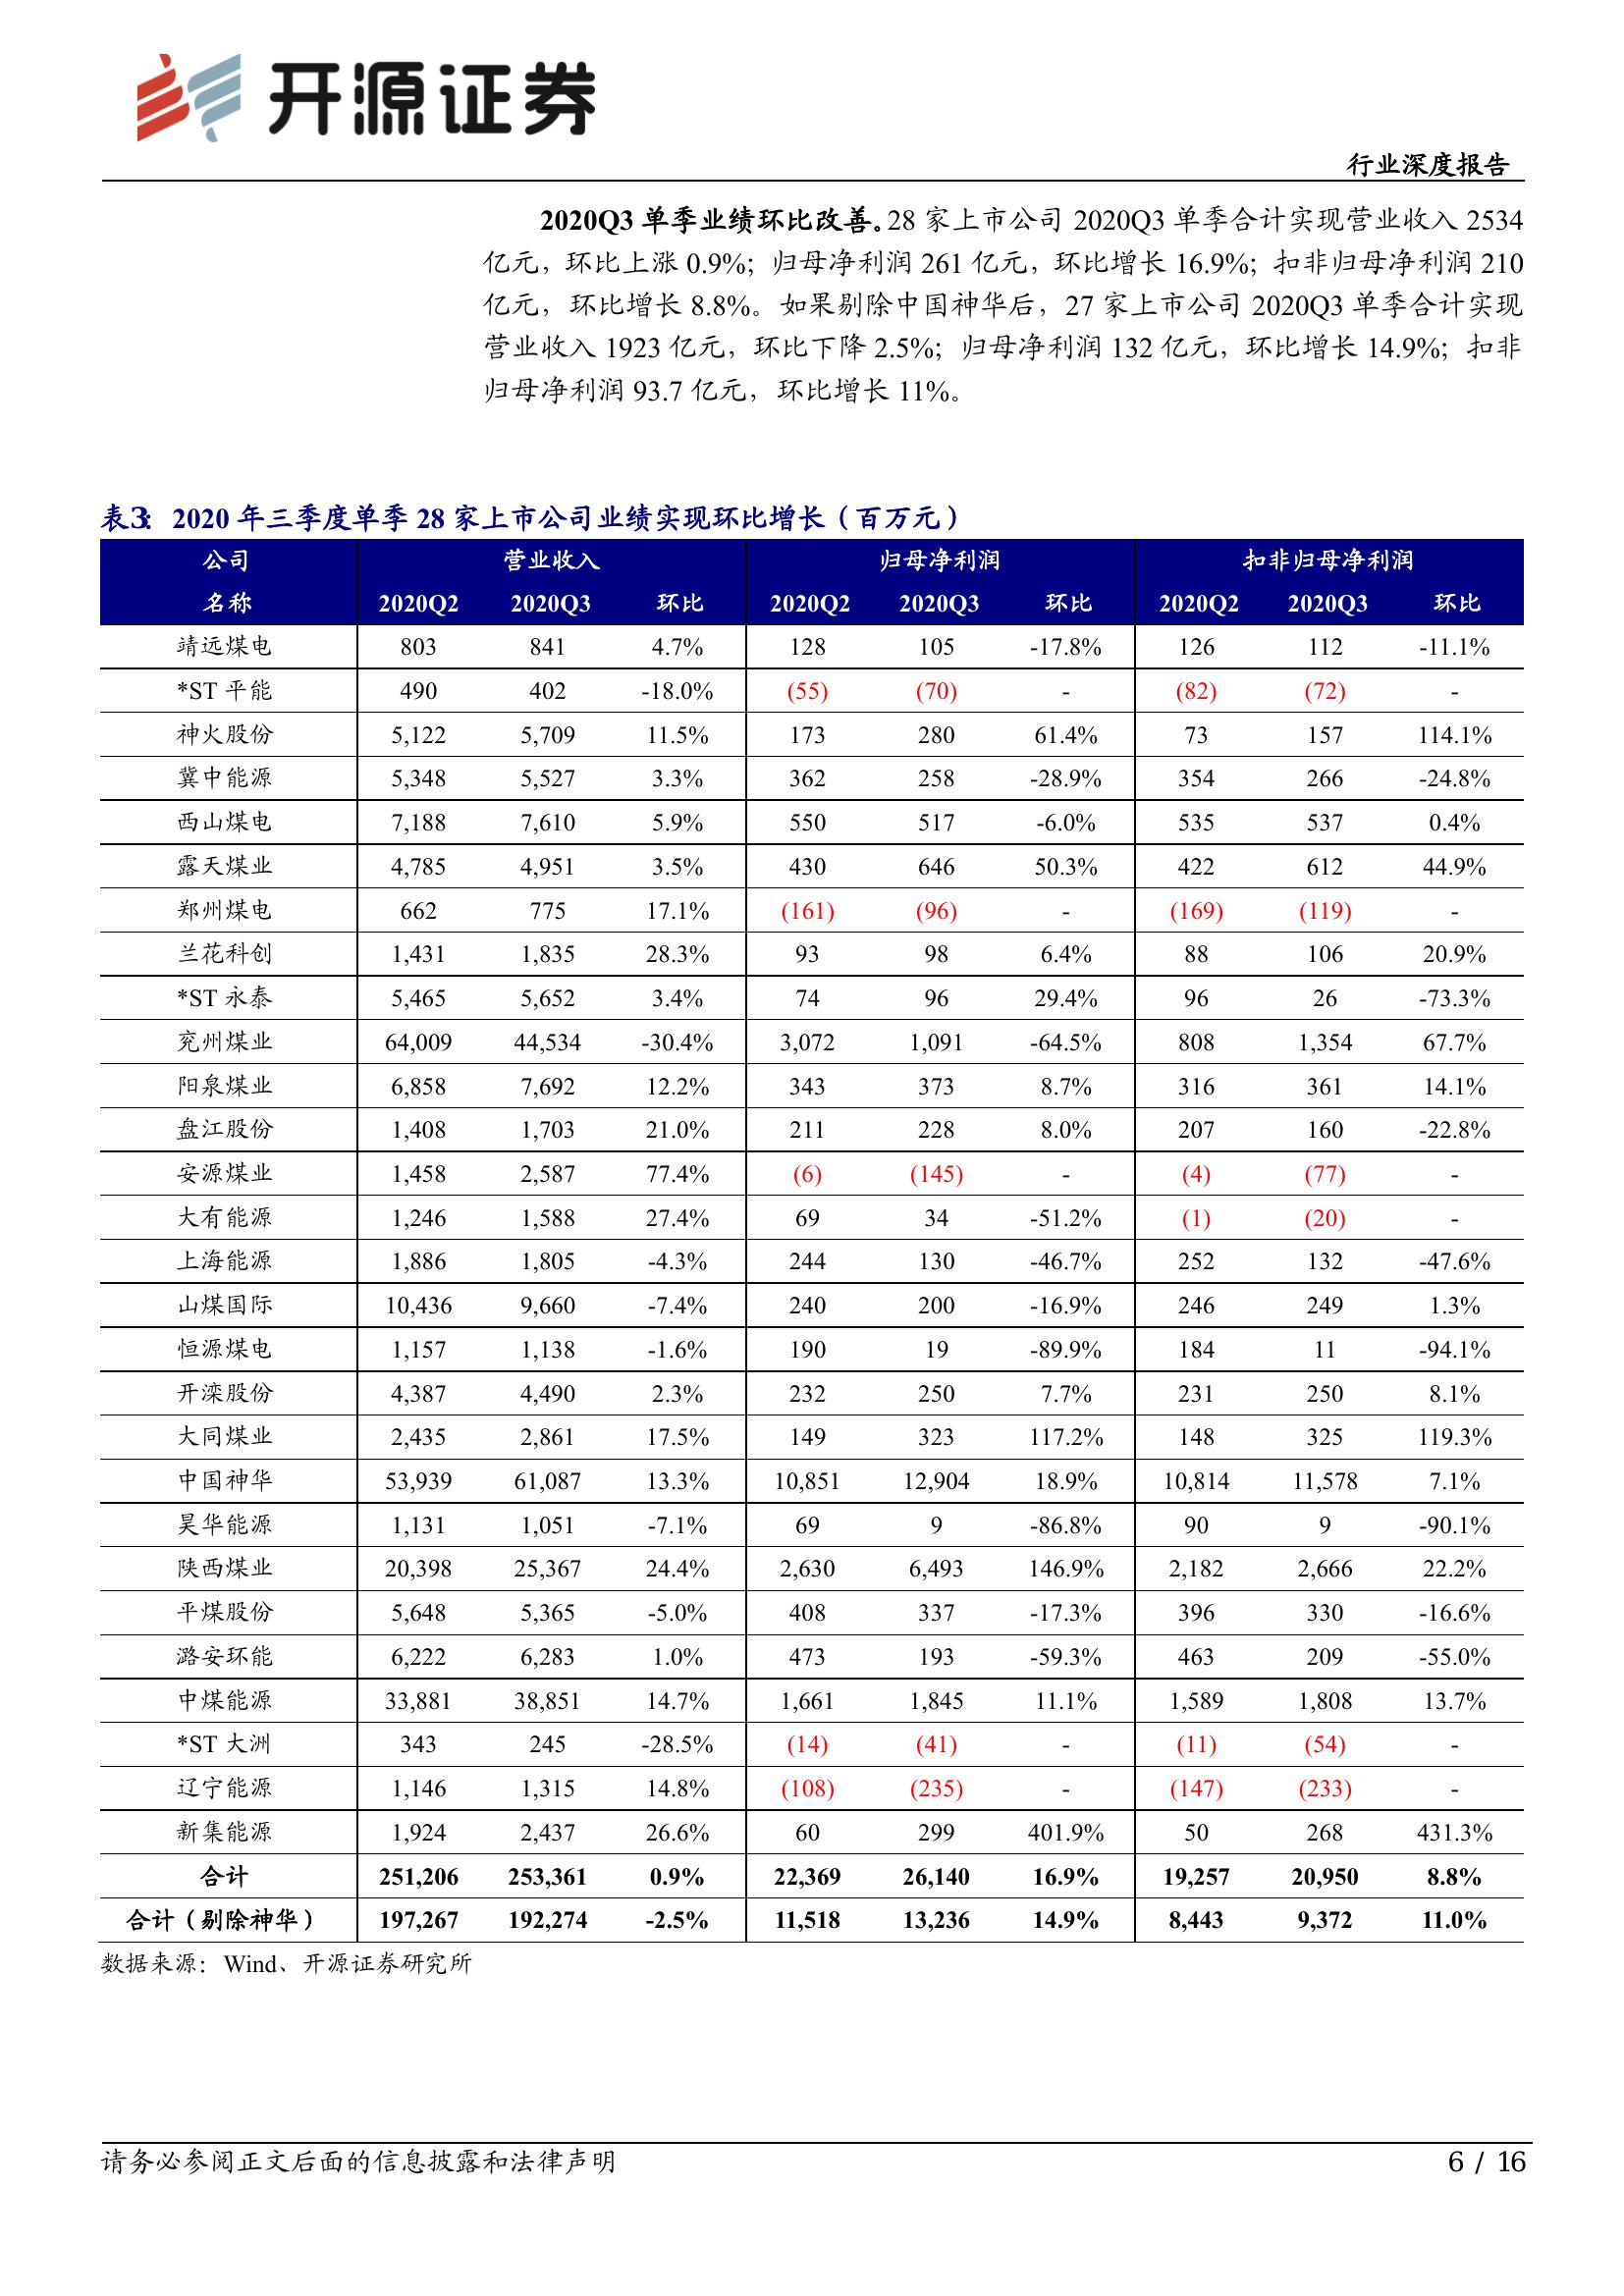 开源证券
行业深度报告
2020Q3 单季业绩环比改善。28 家上市公司 2020Q3 单季合计实现营业收入 2534
亿元，环比上涨 0.9%；归母净利润 261 亿元，环比增长 16.9%；扣非归母净利润 210
亿元，环比增长 8.8%。如果剔除中国神华后，27 家上市公司 2020Q3 单季合计实现
营业收入 1923 亿元，环比下降 2.5%；归母净利润 132 亿元，环比增长 14.9%；扣非
归母净利润 93.7 亿元，环比增长 11%。
表3： 2020 年三季度单季 28 家上市公司业绩实现环比增长（百万元）
公司 营业收入 归母净利润 扣非归母净利润
名称 2020Q2 2020Q3 环比 2020Q2 2020Q3 环比 2020Q2 2020Q3 环比
靖远煤电 803 841 4.7% 128 105 -17.8% 126 112 -11.1%
*ST 平能 490 402 -18.0% (55) (70) - (82) (72) -
神火股份 5,122 5,709 11.5% 173 280 61.4% 73 157 114.1%
冀中能源 5,348 5,527 3.3% 362 258 -28.9% 354 266 -24.8%
西山煤电 7,188 7,610 5.9% 550 517 -6.0% 535 537 0.4%
露天煤业 4,785 4,951 3.5% 430 646 50.3% 422 612 44.9%
郑州煤电 662 775 17.1% (161) (96) - (169) (119) -
兰花科创 1,431 1,835 28.3% 93 98 6.4% 88 106 20.9%
*ST 永泰 5,465 5,652 3.4% 74 96 29.4% 96 26 -73.3%
兖州煤业 64,009 44,534 -30.4% 3,072 1,091 -64.5% 808 1,354 67.7%
阳泉煤业 6,858 7,692 12.2% 343 373 8.7% 316 361 14.1%
盘江股份 1,408 1,703 21.0% 211 228 8.0% 207 160 -22.8%
安源煤业 1,458 2,587 77.4% (6) (145) - (4) (77) -
大有能源 1,246 1,588 27.4% 69 34 -51.2% (1) (20) -
上海能源 1,886 1,805 -4.3% 244 130 -46.7% 252 132 -47.6%
山煤国际 10,436 9,660 -7.4% 240 200 -16.9% 246 249 1.3%
恒源煤电 1,157 1,138 -1.6% 190 19 -89.9% 184 11 -94.1%
开滦股份 4,387 4,490 2.3% 232 250 7.7% 231 250 8.1%
大同煤业 2,435 2,861 17.5% 149 323 117.2% 148 325 119.3%
中国神华 53,939 61,087 13.3% 10,851 12,904 18.9% 10,814 11,578 7.1%
昊华能源 1,131 1,051 -7.1% 69 9 -86.8% 90 9 -90.1%
陕西煤业 20,398 25,367 24.4% 2,630 6,493 146.9% 2,182 2,666 22.2%
平煤股份 5,648 5,365 -5.0% 408 337 -17.3% 396 330 -16.6%
潞安环能 6,222 6,283 1.0% 473 193 -59.3% 463 209 -55.0%
中煤能源 33,881 38,851 14.7% 1,661 1,845 11.1% 1,589 1,808 13.7%
*ST 大洲 343 245 -28.5% (14) (41) - (11) (54) -
辽宁能源 1,146 1,315 14.8% (108) (235) - (147) (233) -
新集能源 1,924 2,437 26.6% 60 299 401.9% 50 268 431.3%
合计 251,206 253,361 0.9% 22,369 26,140 16.9% 19,257 20,950 8.8%
合计（剔除神华） 197,267 192,274 -2.5% 11,518 13,236 14.9% 8,443 9,372 11.0%
数据来源：Wind、开源证券研究所
请务必参阅正文后面的信息披露和法律声明 6 / 16